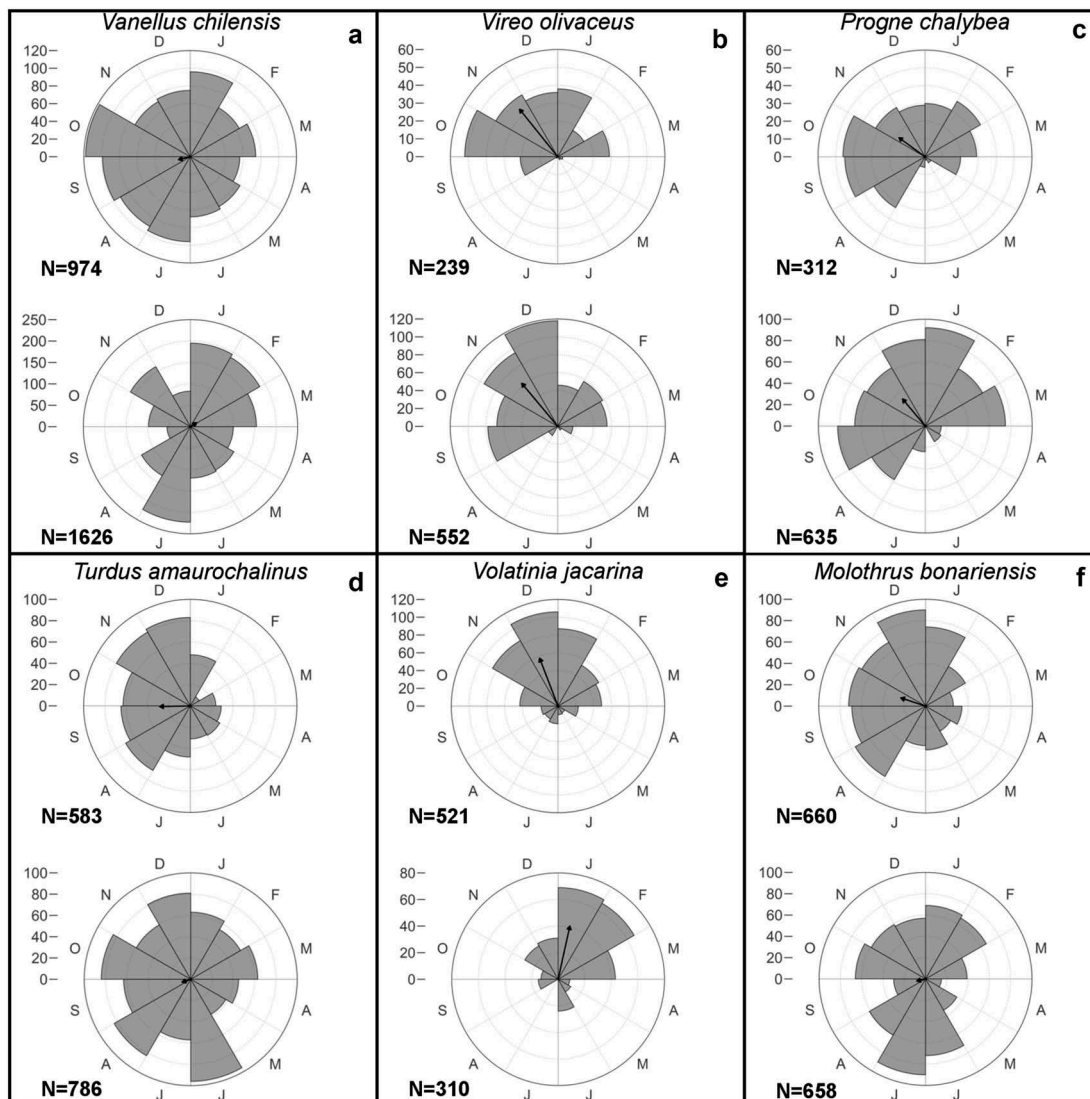 Vanellus chilensis a
D J
N F
O M
S A
A M
J J
120
100
80
60
40
20
0
N=974
D J
N F
O M
S A
A M
J J
250
200
150
100
50
0
N=1626
Vireo olivaceus b
D J
N F
O M
S A
A M
J J
60
50
40
30
20
10
0
N=239
D J
N F
O M
S A
A M
J J
120
100
80
60
40
20
0
N=552
Progne chalybea c
D J
N F
O M
S A
A M
J J
60
50
40
30
20
10
0
N=312
D J
N F
O M
S A
A M
J J
100
80
60
40
20
0
N=635
Turdus amaurochalinus d
D J
N F
O M
S A
A M
J J
100
80
60
40
20
0
N=583
D J
N F
O M
S A
A M
J J
100
80
60
40
20
0
N=786
Volatinia jacarina e
D J
N F
O M
S A
A M
J J
120
100
80
60
40
20
0
N=521
D J
N F
O M
S A
A M
J J
80
60
40
20
0
N=310
Molothrus bonariensis f
D J
N F
O M
S A
A M
J J
100
80
60
40
20
0
N=660
D J
N F
O M
S A
A M
J J
100
80
60
40
20
0
N=658